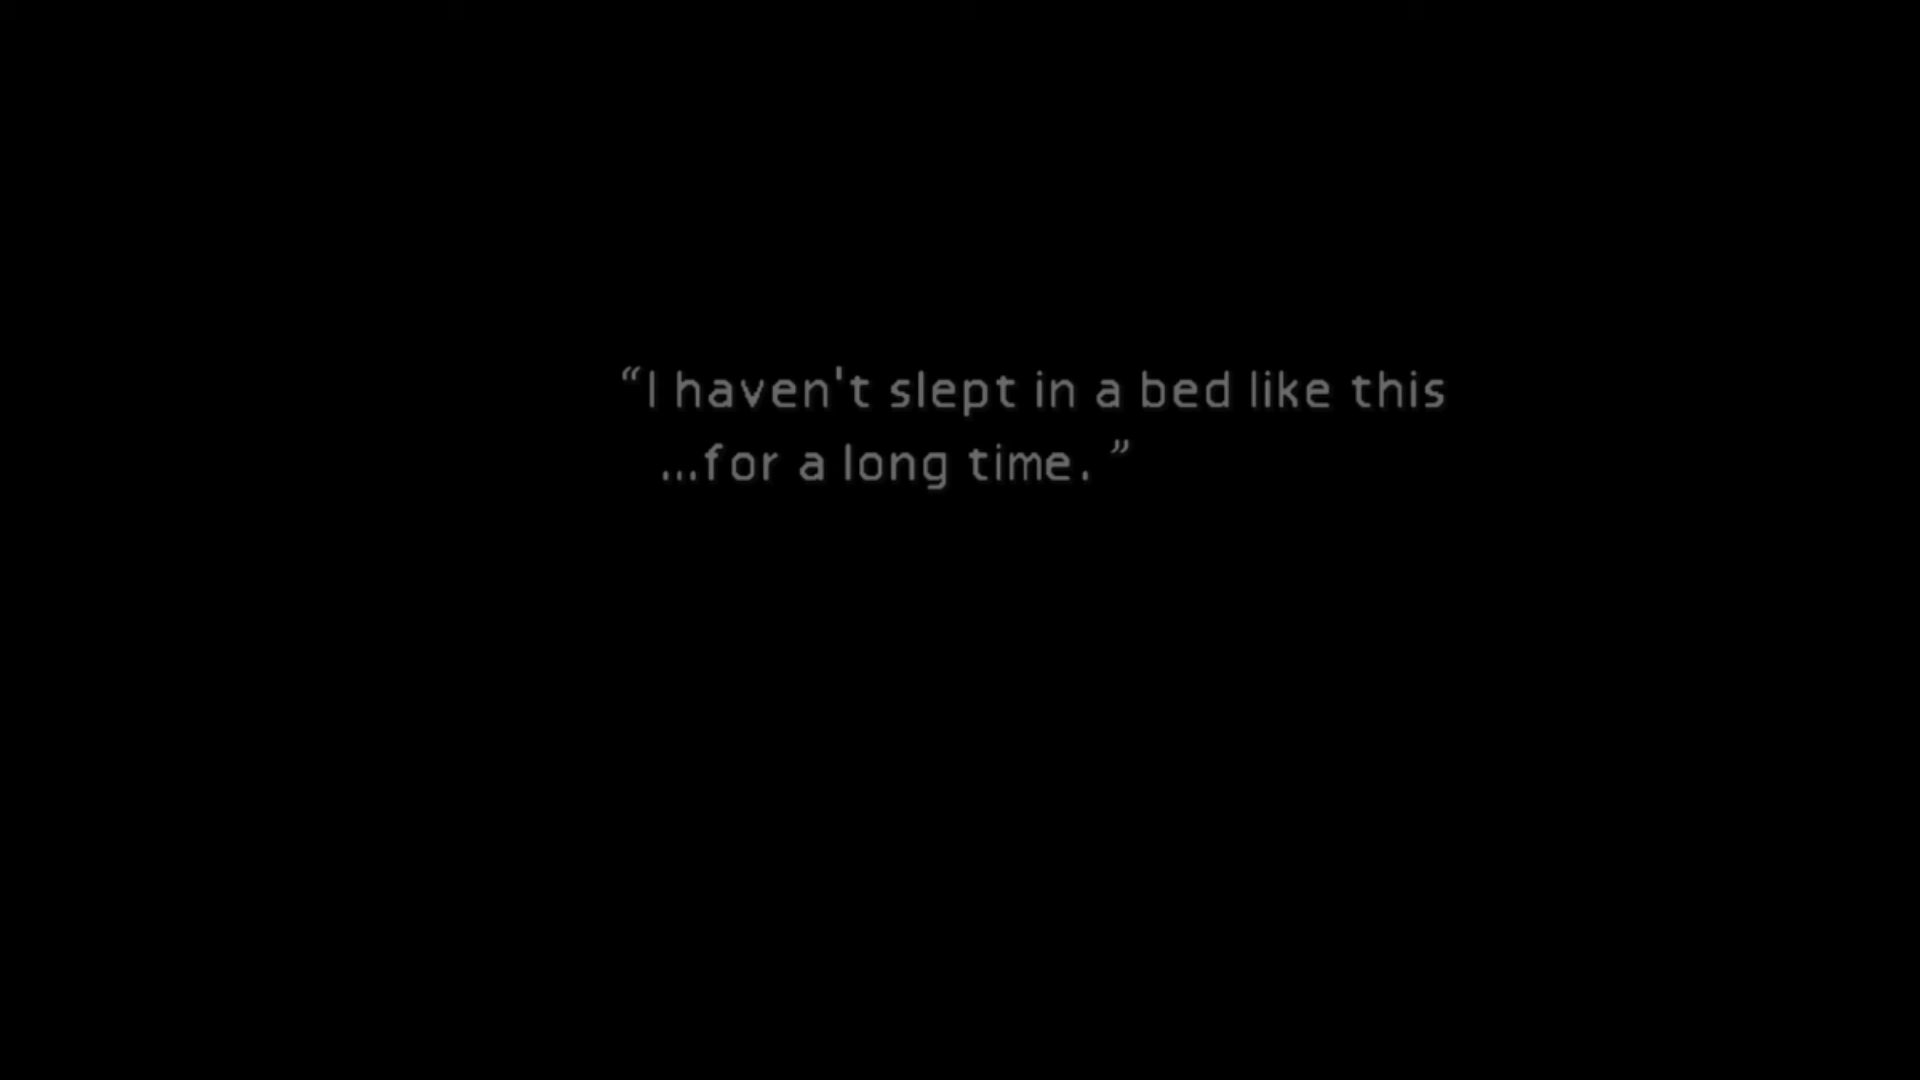 “I haven't slept in a bed like this
...for a long time. ”